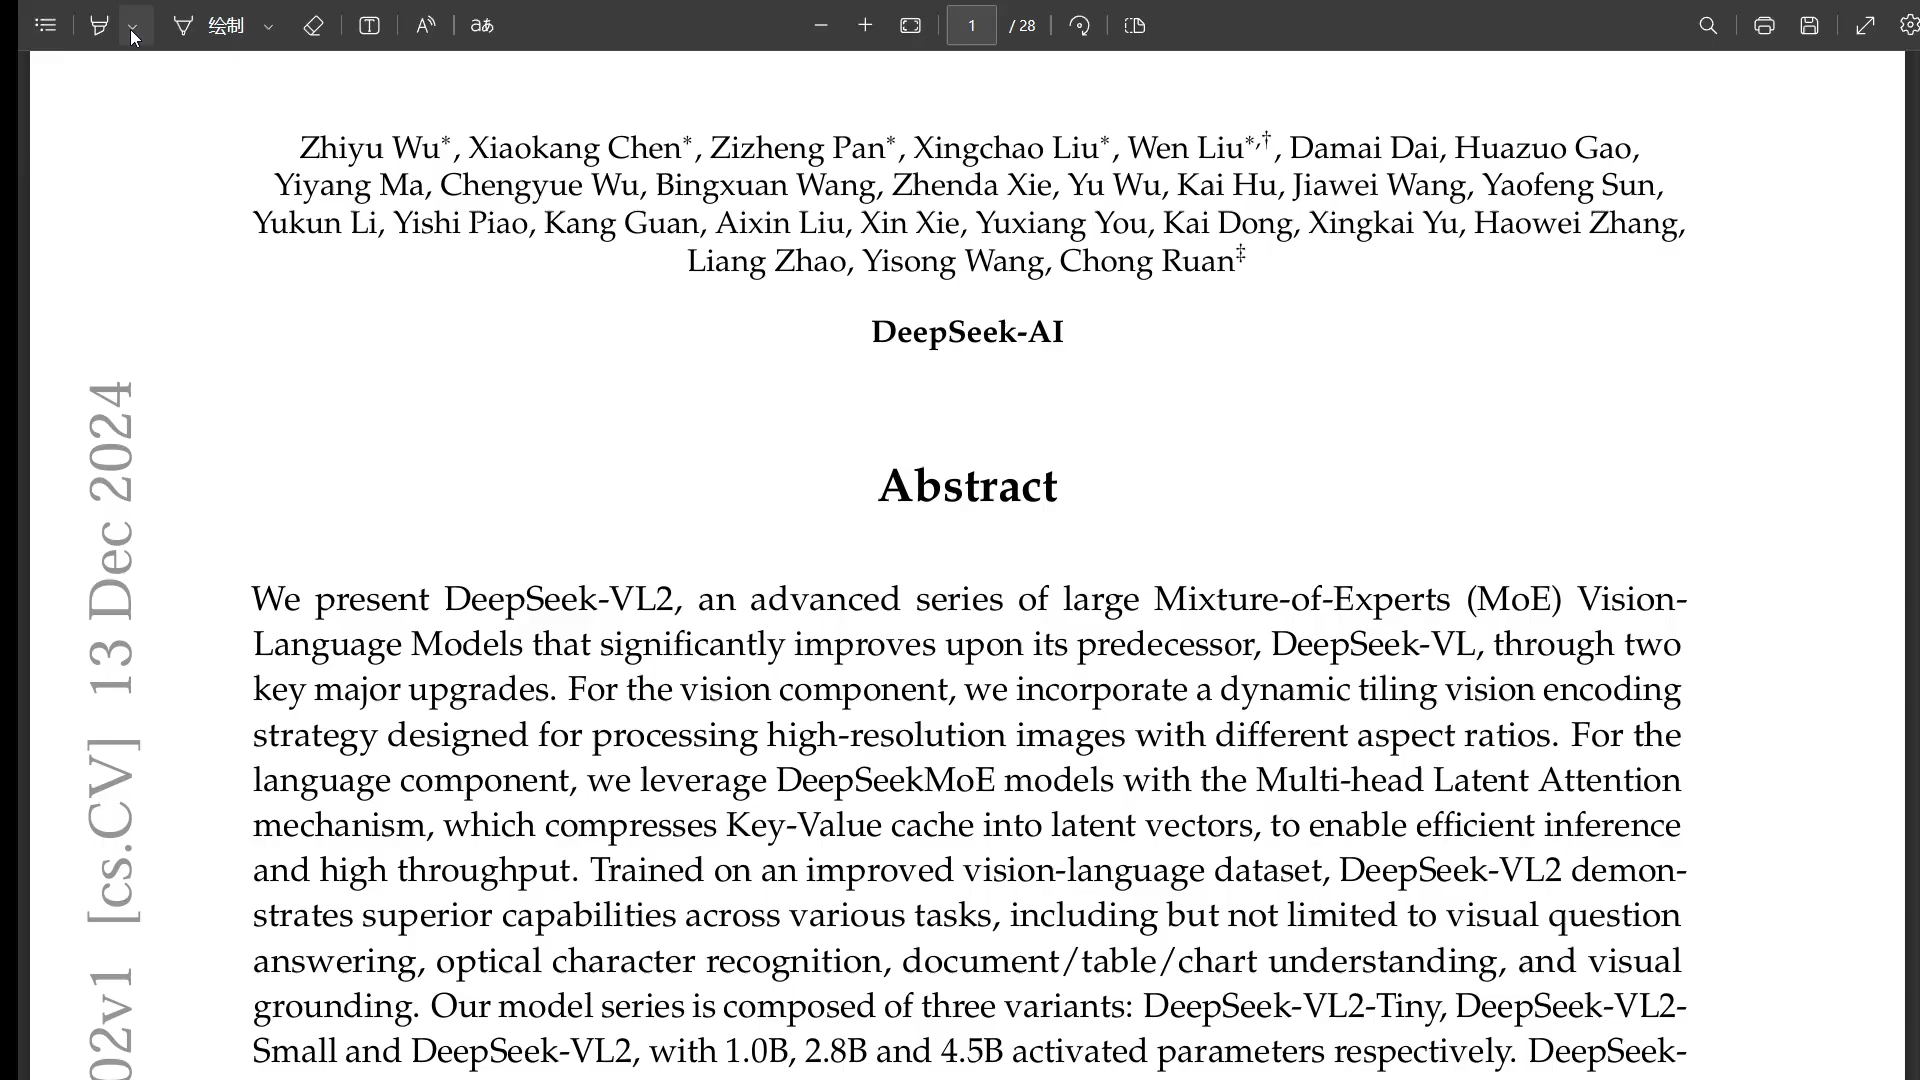 绘制
aあ
1
/ 28
Zhiyu Wu*, Xiaokang Chen*, Zizheng Pan*, Xingchao Liu*, Wen Liu*,†, Damai Dai, Huazuo Gao,
Yiyang Ma, Chengyue Wu, Bingxuan Wang, Zhenda Xie, Yu Wu, Kai Hu, Jiawei Wang, Yaofeng Sun,
Yukun Li, Yishi Piao, Kang Guan, Aixin Liu, Xin Xie, Yuxiang You, Kai Dong, Xingkai Yu, Haowei Zhang,
Liang Zhao, Yisong Wang, Chong Ruan‡
DeepSeek-AI
02v1 [cs.CV] 13 Dec 2024
Abstract
We present DeepSeek-VL2, an advanced series of large Mixture-of-Experts (MoE) Vision-
Language Models that significantly improves upon its predecessor, DeepSeek-VL, through two
key major upgrades. For the vision component, we incorporate a dynamic tiling vision encoding
strategy designed for processing high-resolution images with different aspect ratios. For the
language component, we leverage DeepSeekMoE models with the Multi-head Latent Attention
mechanism, which compresses Key-Value cache into latent vectors, to enable efficient inference
and high throughput. Trained on an improved vision-language dataset, DeepSeek-VL2 demon-
strates superior capabilities across various tasks, including but not limited to visual question
answering, optical character recognition, document/table/chart understanding, and visual
grounding. Our model series is composed of three variants: DeepSeek-VL2-Tiny, DeepSeek-VL2-
Small and DeepSeek-VL2, with 1.0B, 2.8B and 4.5B activated parameters respectively. DeepSeek-